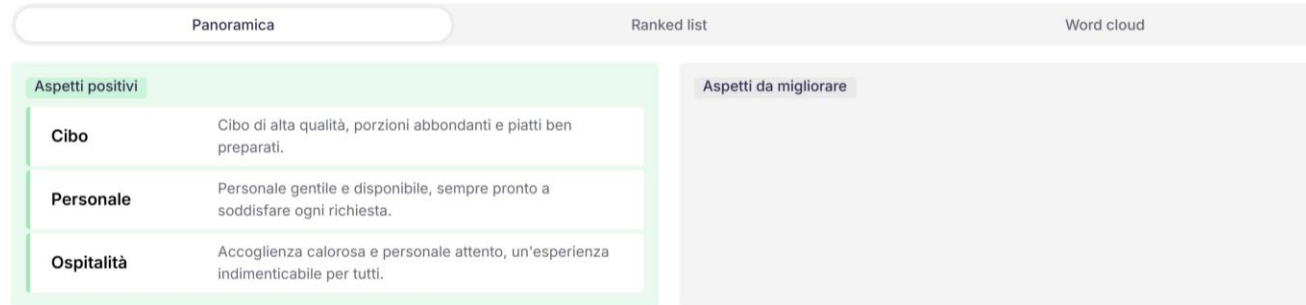 Panoramica
Ranked list
Word cloud
Aspetti positivi
Cibo
Cibo di alta qualità, porzioni abbondanti e piatti ben
preparati.
Personale
Personale gentile e disponibile, sempre pronto a
soddisfare ogni richiesta.
Ospitalità
Accoglienza calorosa e personale attento, un'esperienza
indimenticabile per tutti.
Aspetti da migliorare